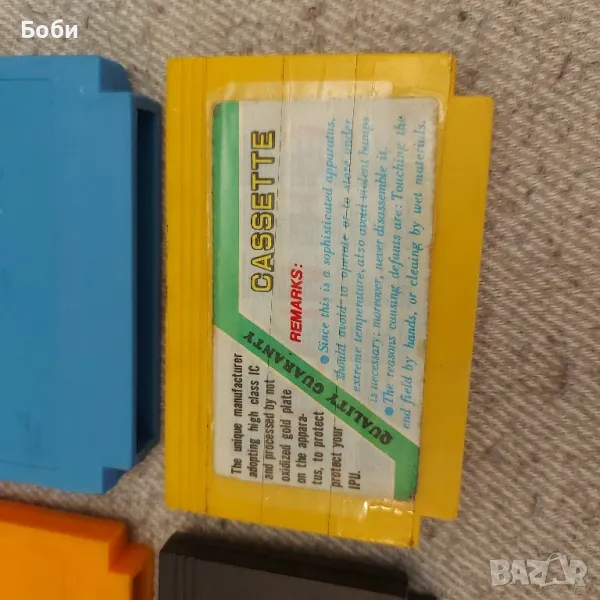 Боби
CASSETTE
REMARKS:
● Since this is a sophisticated apparatus,
should avoid to operate or to store under
extreme temperature, also avoid violent bumps
is necessary; moreover, never disassemble it.
● The reasons causing defaults are: Touching the
end field by hands, or cleaing by wet materials.
QUALITY GUARANTY
The unique manufacturer
adopting high class IC
and processed by not
oxidized gold plate
on the appara-
tus, to protect
protect your
IPU.
BAZAR